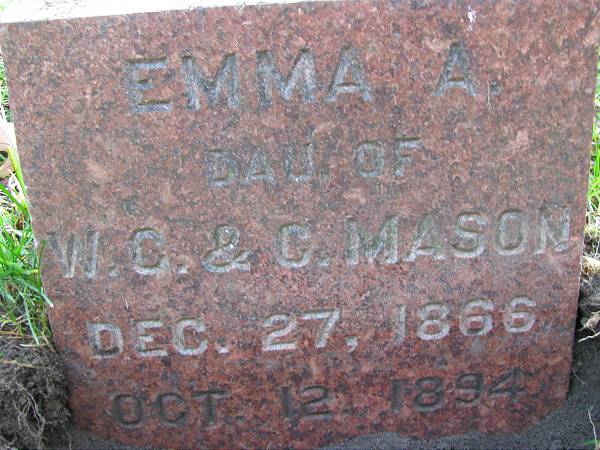 EMMA A.
DAU. OF
W. C. & C. MASON
DEC. 27, 1866
OCT. 12, 1894